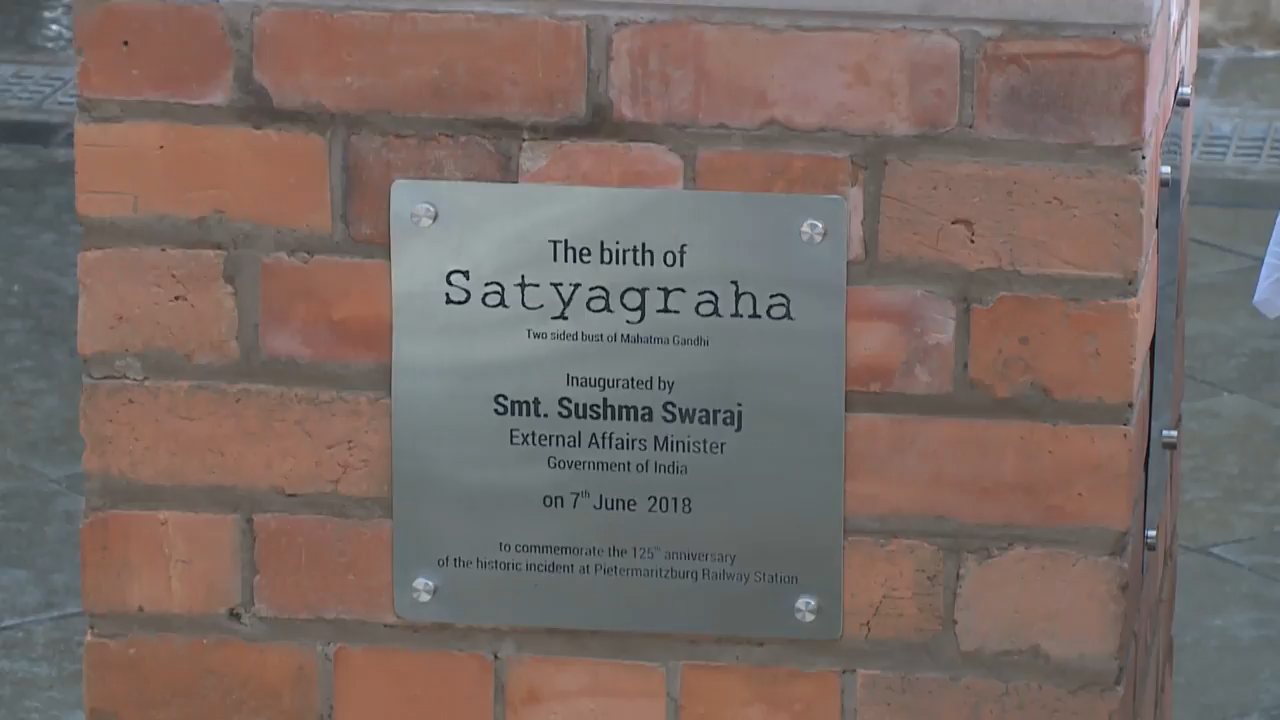 The birth of
Satyagraha
Two sided bust of Mahatma Gandhi
Inaugurated by
Smt. Sushma Swaraj
External Affairs Minister
Government of India
on 7th June 2018
to commemorate the 125th anniversary
of the historic incident at Pietermaritzburg Railway Station